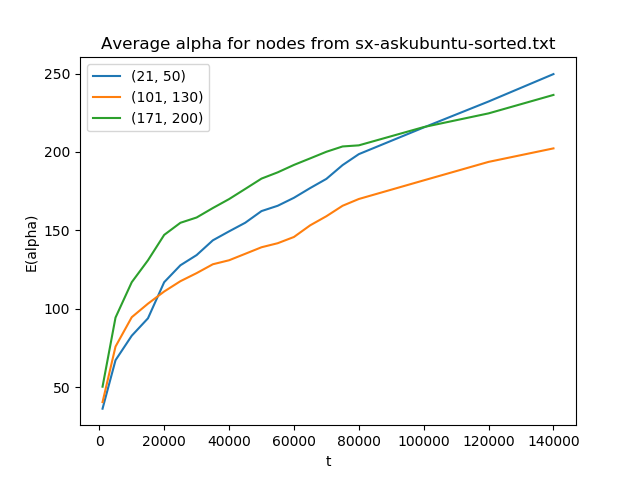 Average alpha for nodes from sx-askubuntu-sorted.txt
(21, 50)
(101, 130)
(171, 200)
E(alpha)
250
200
150
100
50
0 20000 40000 60000 80000 100000 120000 140000
t